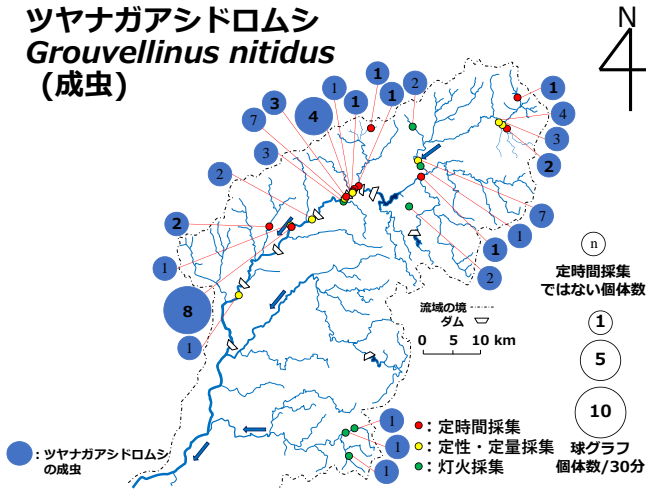 ツヤナガアシドロムシ
Grouvellinus nitidus
(成虫)
N
1
1
2
1
3
1
1
4
4
7
3
3
2
2
2
7
1
1
1
2
8
1
n
定時間採集
ではない個体数
流域の境
ダム
0 5 10 km
1
5
10
球グラフ
個体数/30分
:定時間採集
:定性・定量採集
:灯火採集
1
1
1
:ツヤナガアシドロムシ
の成虫